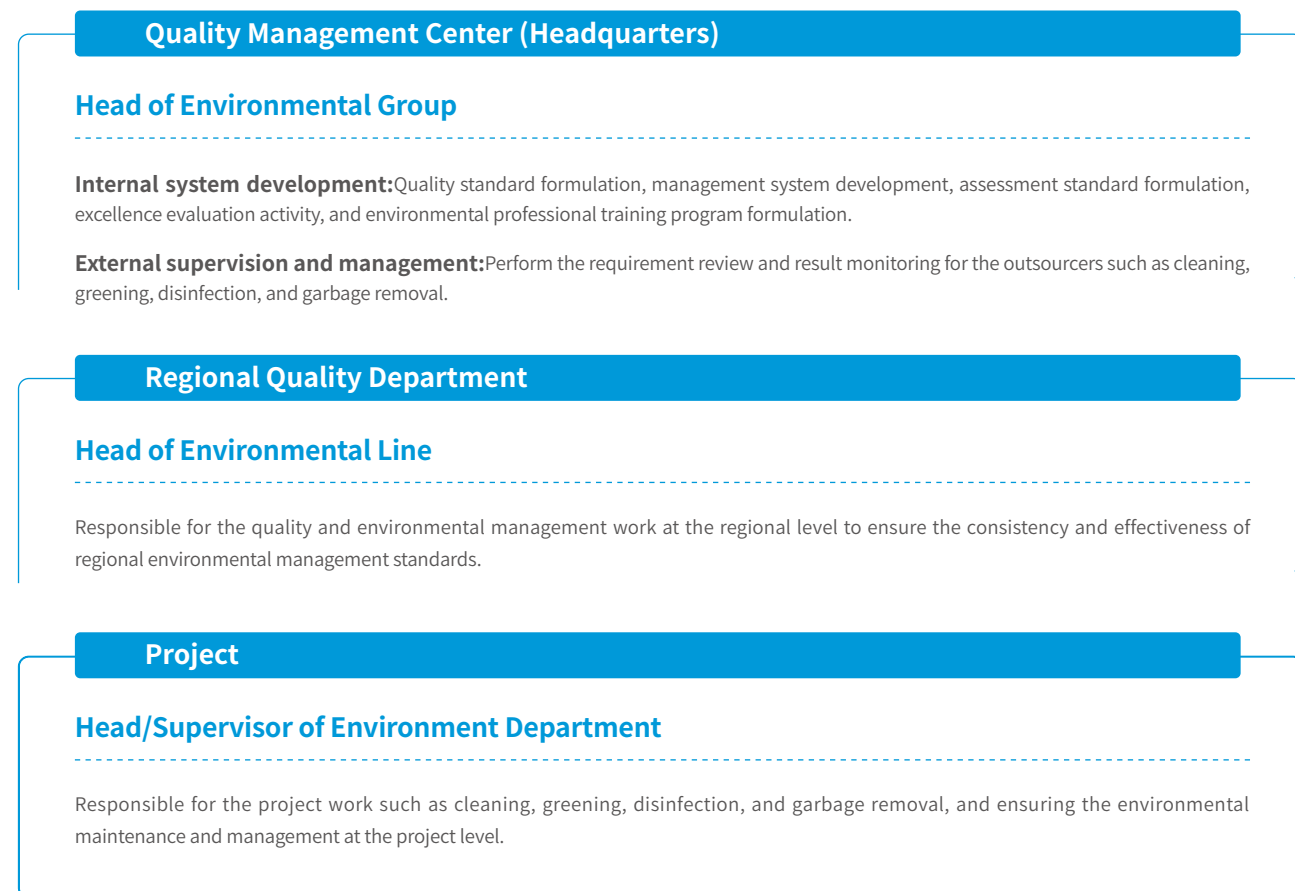 Quality Management Center (Headquarters)
Head of Environmental Group
Internal system development:Quality standard formulation, management system development, assessment standard formulation,
excellence evaluation activity, and environmental professional training program formulation.
External supervision and management:Perform the requirement review and result monitoring for the outsourcers such as cleaning,
greening, disinfection, and garbage removal.
Regional Quality Department
Head of Environmental Line
Responsible for the quality and environmental management work at the regional level to ensure the consistency and effectiveness of
regional environmental management standards.
Project
Head/Supervisor of Environment Department
Responsible for the project work such as cleaning, greening, disinfection, and garbage removal, and ensuring the environmental
maintenance and management at the project level.